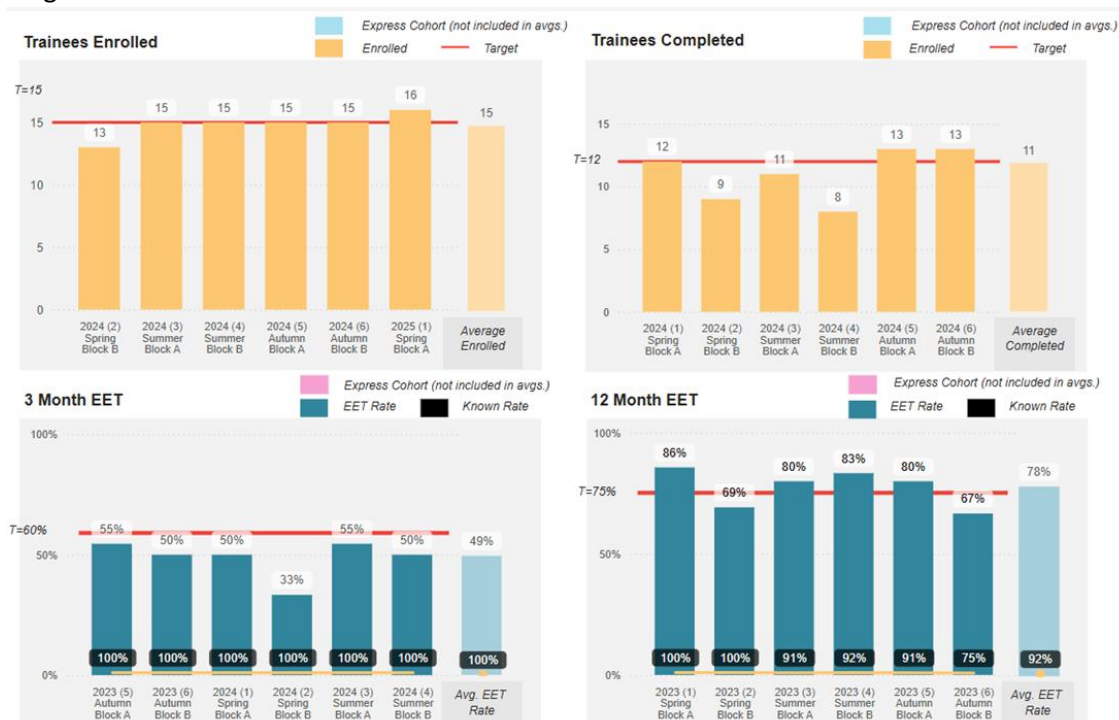 Trainees Enrolled
Express Cohort (not included in avgs.)
Enrolled Target
T=15
15
10
5
0
13
15
15
15
15
16
15
2024 (2) Spring Block B
2024 (3) Summer Block A
2024 (4) Summer Block B
2024 (5) Autumn Block A
2024 (6) Autumn Block B
2025 (1) Spring Block A
Average Enrolled
Trainees Completed
Express Cohort (not included in avgs.)
Enrolled Target
15
T=12
10
5
0
12
9
11
8
13
13
11
2024 (1) Spring Block A
2024 (2) Spring Block B
2024 (3) Summer Block A
2024 (4) Summer Block B
2024 (5) Autumn Block A
2024 (6) Autumn Block B
Average Completed
3 Month EET
Express Cohort (not included in avgs.)
EET Rate Known Rate
100%
T=60%
50%
0%
55%
50%
50%
33%
55%
50%
49%
100%
100%
100%
100%
100%
100%
100%
2023 (5) Autumn Block A
2023 (6) Autumn Block B
2024 (1) Spring Block A
2024 (2) Spring Block B
2024 (3) Summer Block A
2024 (4) Summer Block B
Avg. EET Rate
12 Month EET
Express Cohort (not included in avgs.)
EET Rate Known Rate
100%
T=75%
50%
0%
86%
69%
80%
83%
80%
67%
78%
100%
100%
91%
92%
91%
75%
92%
2023 (1) Spring Block A
2023 (2) Spring Block B
2023 (3) Summer Block A
2023 (4) Summer Block B
2023 (5) Autumn Block A
2023 (6) Autumn Block B
Avg. EET Rate